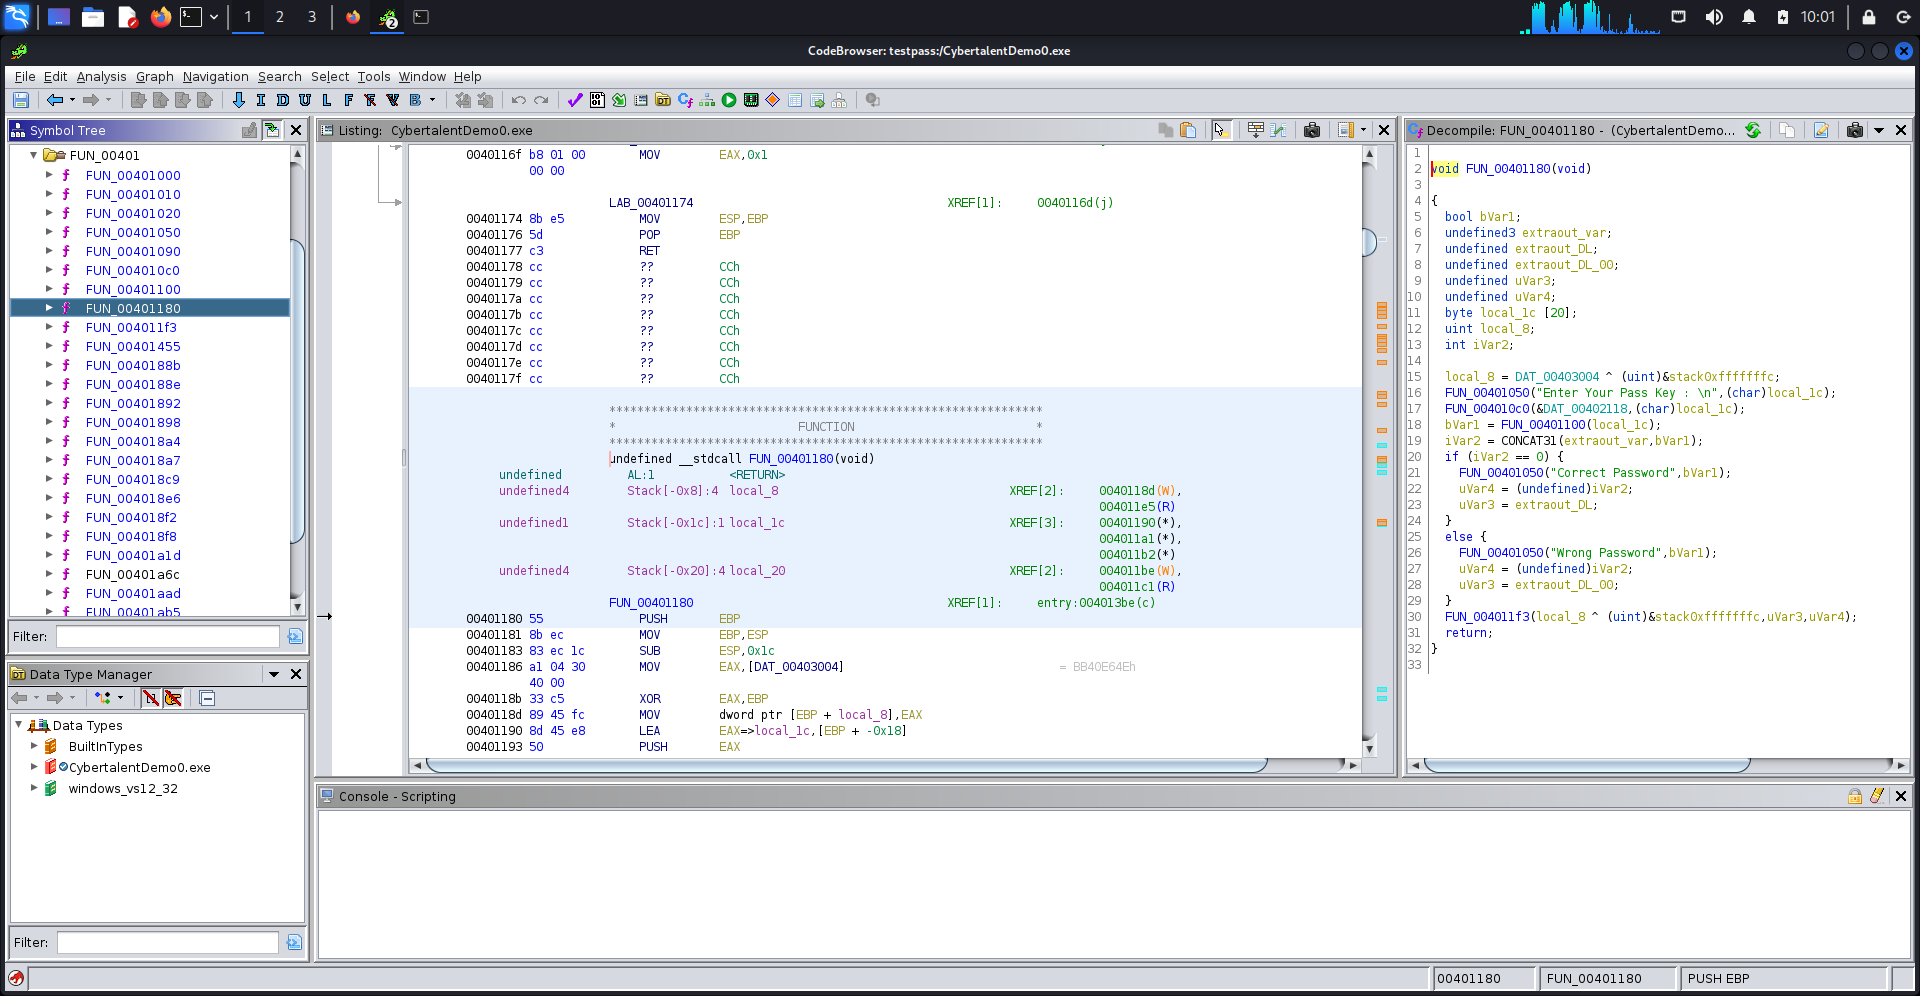 1 2 3 10:01
CodeBrowser: testpass:/CybertalentDemo0.exe
File Edit Analysis Graph Navigation Search Select Tools Window Help
I D U L F V B
Symbol Tree
FUN_00401
FUN_00401000
FUN_00401010
FUN_00401020
FUN_00401050
FUN_00401090
FUN_004010c0
FUN_00401100
FUN_00401180
FUN_004011f3
FUN_00401455
FUN_0040188b
FUN_0040188e
FUN_00401892
FUN_00401898
FUN_004018a4
FUN_004018a7
FUN_004018c9
FUN_004018e6
FUN_004018f2
FUN_004018f8
FUN_00401a1d
FUN_00401a6c
FUN_00401aad
FUN_00401ab5
Filter:
Data Type Manager
Data Types
BuiltInTypes
CybertalentDemo0.exe
windows_vs12_32
Filter:
Listing: CybertalentDemo0.exe
0040116f b8 01 00 MOV EAX,0x1
00 00
LAB_00401174 XREF[1]: 0040116d(j)
00401174 8b e5 MOV ESP,EBP
00401176 5d POP EBP
00401177 c3 RET
00401178 cc ?? CCh
00401179 cc ?? CCh
0040117a cc ?? CCh
0040117b cc ?? CCh
0040117c cc ?? CCh
0040117d cc ?? CCh
0040117e cc ?? CCh
0040117f cc ?? CCh
**************************************************************
* FUNCTION *
**************************************************************
undefined __stdcall FUN_00401180(void)
undefined AL:1 <RETURN>
undefined4 Stack[-0x8]:4 local_8 XREF[2]: 0040118d(W),
004011e5(R)
undefined1 Stack[-0x1c]:1 local_1c XREF[3]: 00401190(*),
004011a1(*),
004011b2(*)
undefined4 Stack[-0x20]:4 local_20 XREF[2]: 004011be(W),
004011c1(R)
FUN_00401180 XREF[1]: entry:004013be(c)
00401180 55 PUSH EBP
00401181 8b ec MOV EBP,ESP
00401183 83 ec 1c SUB ESP,0x1c
00401186 a1 04 30 MOV EAX,[DAT_00403004] = BB40E64Eh
40 00
0040118b 33 c5 XOR EAX,EBP
0040118d 89 45 fc MOV dword ptr [EBP + local_8],EAX
00401190 8d 45 e8 LEA EAX=>local_1c,[EBP + -0x18]
00401193 50 PUSH EAX
Decompile: FUN_00401180 - (CybertalentDemo...
1
2 void FUN_00401180(void)
3
4 {
5 bool bVar1;
6 undefined3 extraout_var;
7 undefined extraout_DL;
8 undefined extraout_DL_00;
9 undefined uVar3;
10 undefined uVar4;
11 byte local_1c [20];
12 uint local_8;
13 int iVar2;
14
15 local_8 = DAT_00403004 ^ (uint)&stack0xfffffffc;
16 FUN_00401050("Enter Your Pass Key : \n",(char)local_1c);
17 FUN_004010c0(&DAT_00402118,(char)local_1c);
18 bVar1 = FUN_00401100(local_1c);
19 iVar2 = CONCAT31(extraout_var,bVar1);
20 if (iVar2 == 0) {
21 FUN_00401050("Correct Password",bVar1);
22 uVar4 = (undefined)iVar2;
23 uVar3 = extraout_DL;
24 }
25 else {
26 FUN_00401050("Wrong Password",bVar1);
27 uVar4 = (undefined)iVar2;
28 uVar3 = extraout_DL_00;
29 }
30 FUN_004011f3(local_8 ^ (uint)&stack0xfffffffc,uVar3,uVar4);
31 return;
32 }
33
Console - Scripting
00401180 FUN_00401180 PUSH EBP